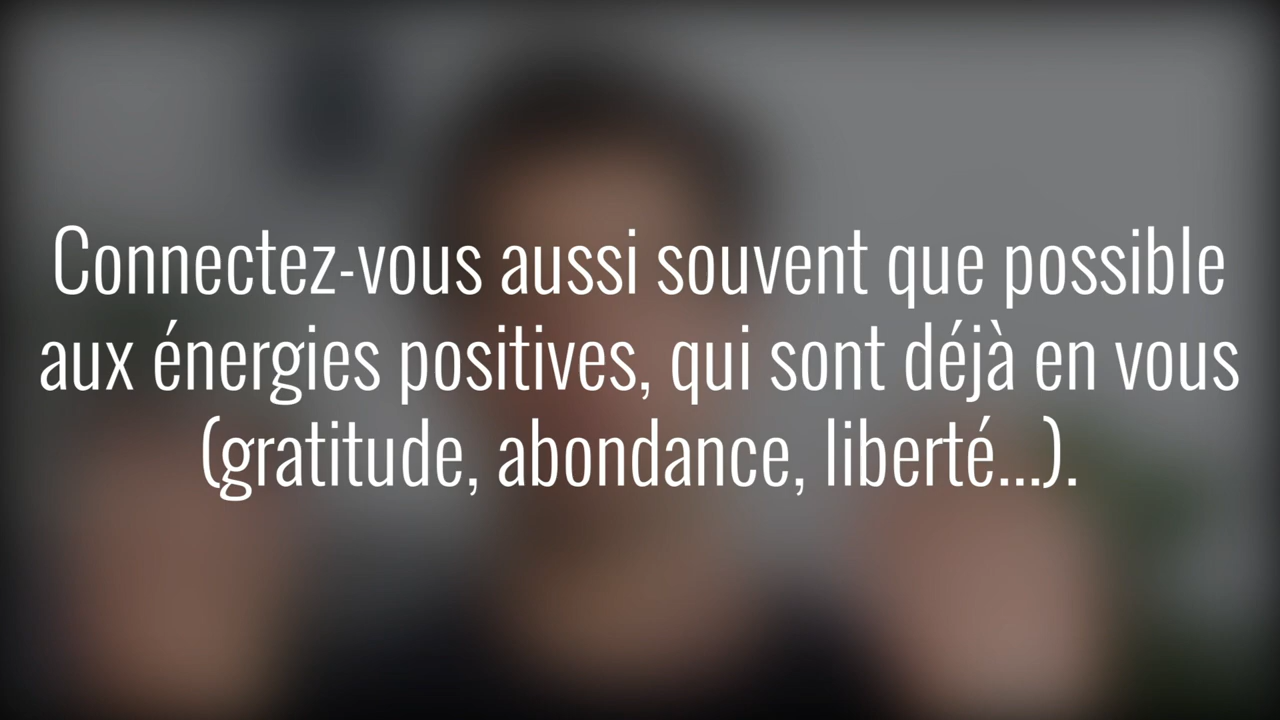 Connectez-vous aussi souvent que possible
aux énergies positives, qui sont déjà en vous
(gratitude, abondance, liberté...).